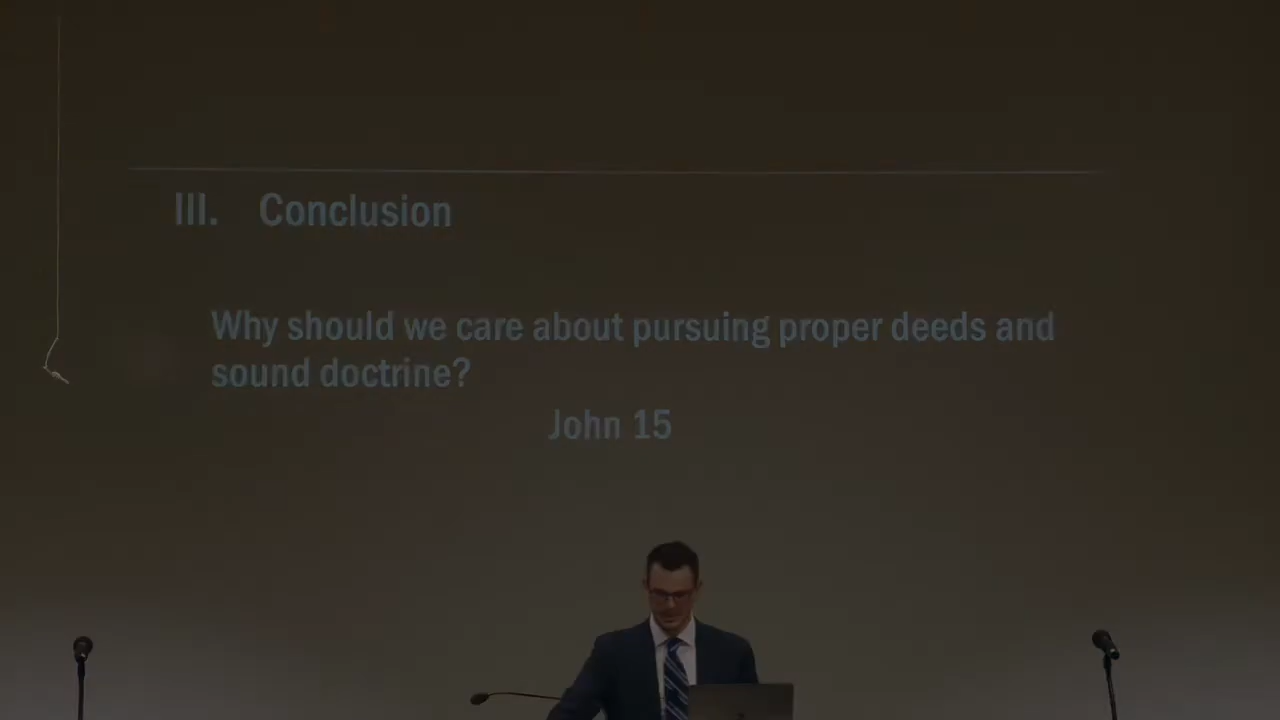 III. Conclusion
Why should we care about pursuing proper deeds and
sound doctrine?
John 15